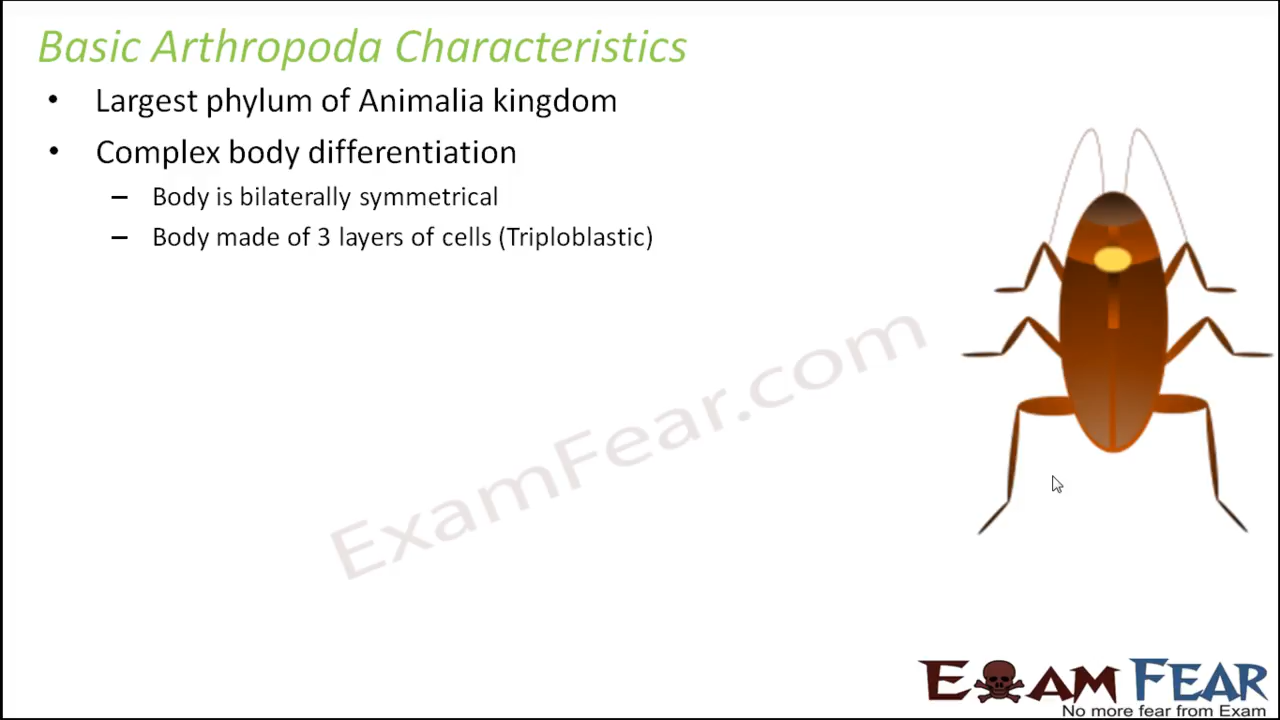 Basic Arthropoda Characteristics
• Largest phylum of Animalia kingdom
• Complex body differentiation
– Body is bilaterally symmetrical
– Body made of 3 layers of cells (Triploblastic)
ExamFear.com
EXAM FEAR
No more fear from Exam